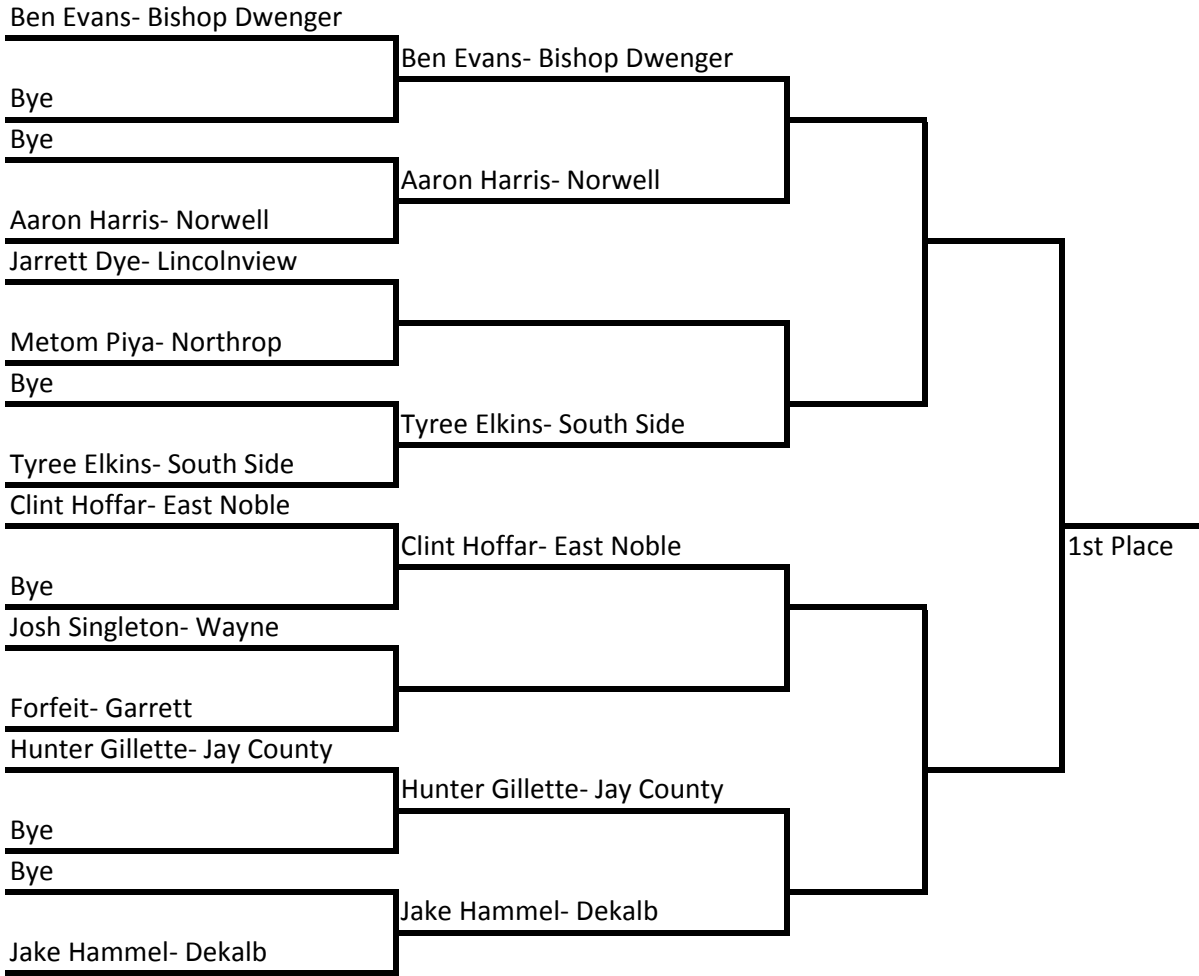 Ben Evans- Bishop Dwenger
Ben Evans- Bishop Dwenger
Bye
Bye
Aaron Harris- Norwell
Aaron Harris- Norwell
Jarrett Dye- Lincolnview
Metom Piya- Northrop
Bye
Tyree Elkins- South Side
Tyree Elkins- South Side
Clint Hoffar- East Noble
Clint Hoffar- East Noble
1st Place
Bye
Josh Singleton- Wayne
Forfeit- Garrett
Hunter Gillette- Jay County
Hunter Gillette- Jay County
Bye
Bye
Jake Hammel- Dekalb
Jake Hammel- Dekalb